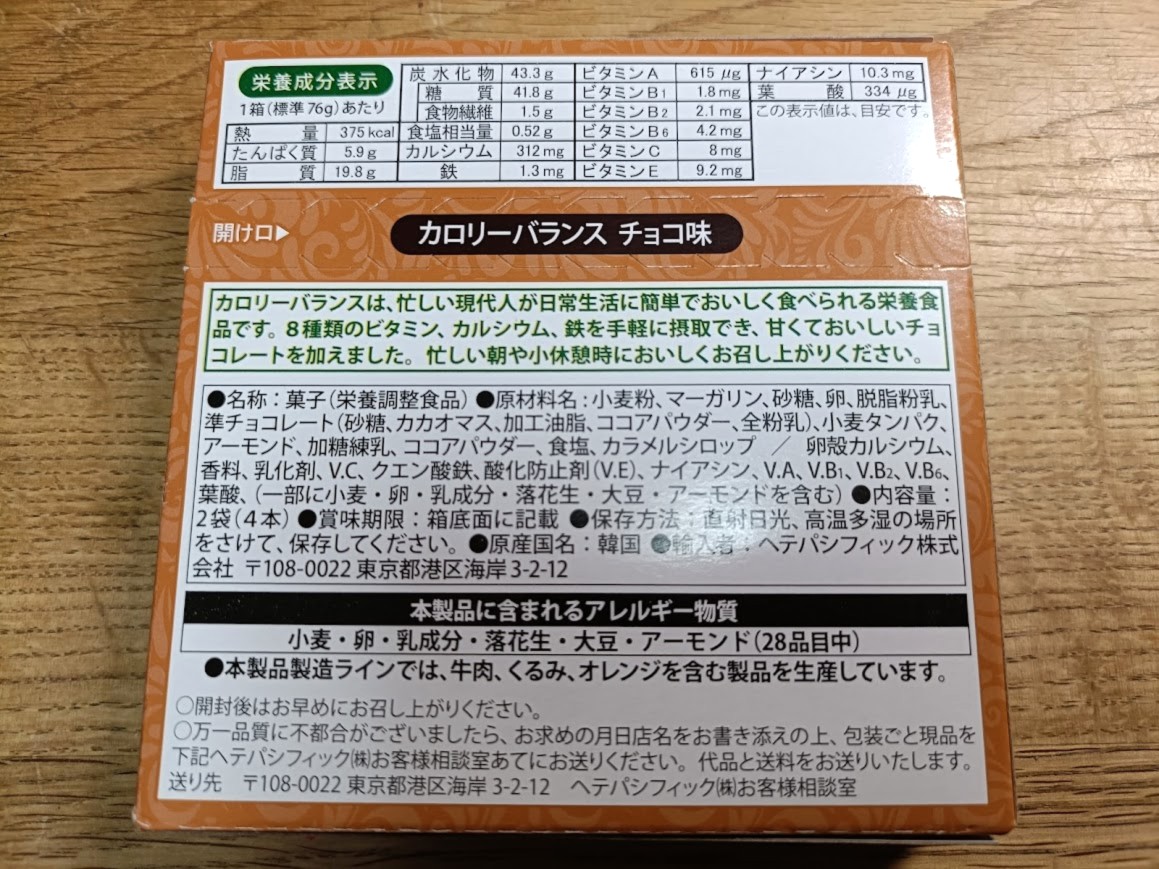 栄養成分表示
1箱(標準76g)あたり
熱量 375kcal
たんぱく質 5.9g
脂質 19.8g
炭水化物 43.3g
糖質 41.8g
食物繊維 1.5g
食塩相当量 0.52g
カルシウム 312mg
鉄 1.3mg
ビタミンA 615μg
ビタミンB1 1.8mg
ビタミンB2 2.1mg
ビタミンB6 4.2mg
ビタミンC 8mg
ビタミンE 9.2mg
ナイアシン 10.3mg
葉酸 334μg
この表示値は、目安です。
開け口▶
カロリーバランス チョコ味
カロリーバランスは、忙しい現代人が日常生活に簡単でおいしく食べられる栄養食
品です。8種類のビタミン、カルシウム、鉄を手軽に摂取でき、甘くておいしいチョ
コレートを加えました。忙しい朝や小休憩時においしくお召し上がりください。
●名称：菓子(栄養調整食品) ●原材料名：小麦粉、マーガリン、砂糖、卵、脱脂粉乳、
準チョコレート(砂糖、カカオマス、加工油脂、ココアパウダー、全粉乳)、小麦タンパク、
アーモンド、加糖練乳、ココアパウダー、食塩、カラメルシロップ ／ 卵殻カルシウム、
香料、乳化剤、V.C、クエン酸鉄、酸化防止剤(V.E)、ナイアシン、V.A、V.B1、V.B2、V.B6、
葉酸、(一部に小麦・卵・乳成分・落花生・大豆・アーモンドを含む) ●内容量：
2袋(4本) ●賞味期限：箱底面に記載 ●保存方法：直射日光、高温多湿の場所
をさけて、保存してください。●原産国名：韓国 ●輸入者：ヘテパシフィック株式
会社 〒108-0022 東京都港区海岸3-2-12
本製品に含まれるアレルギー物質
小麦・卵・乳成分・落花生・大豆・アーモンド(28品目中)
●本製品製造ラインでは、牛肉、くるみ、オレンジを含む製品を生産しています。
○開封後はお早めにお召し上がりください。
○万一品質に不都合がございましたら、お求めの月日店名をお書き添えの上、包装ごと現品を
下記ヘテパシフィック㈱お客様相談室あてにお送りください。代品と送料をお送りいたします。
送り先 〒108-0022 東京都港区海岸3-2-12 ヘテパシフィック㈱お客様相談室